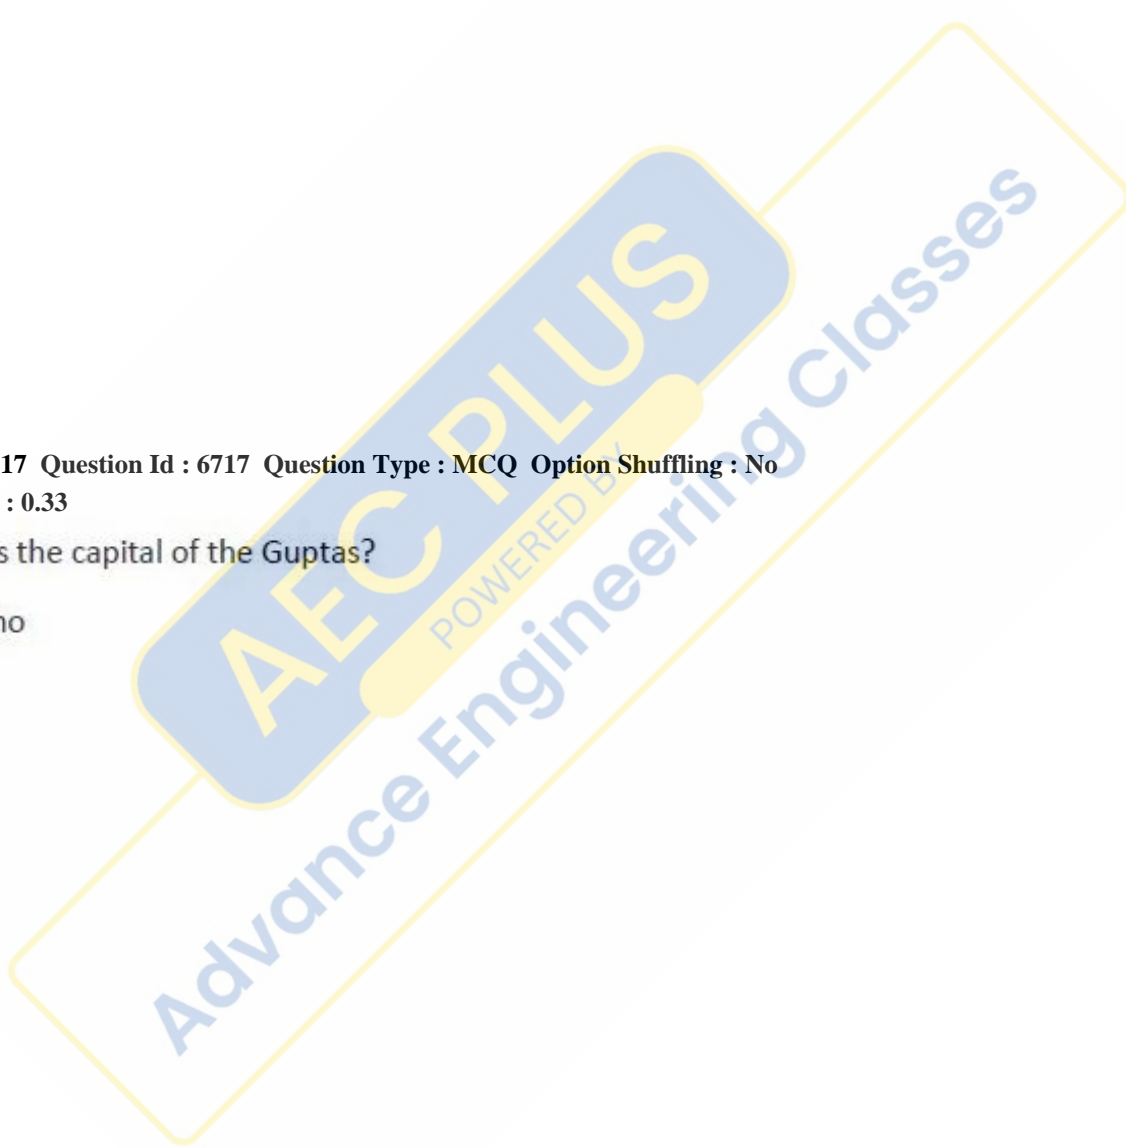 17 Question Id : 6717 Question Type : MCQ Option Shuffling : No
: 0.33
s the capital of the Guptas?
no
AEC PLUS
POWERED BY
Advance Engineering Classes